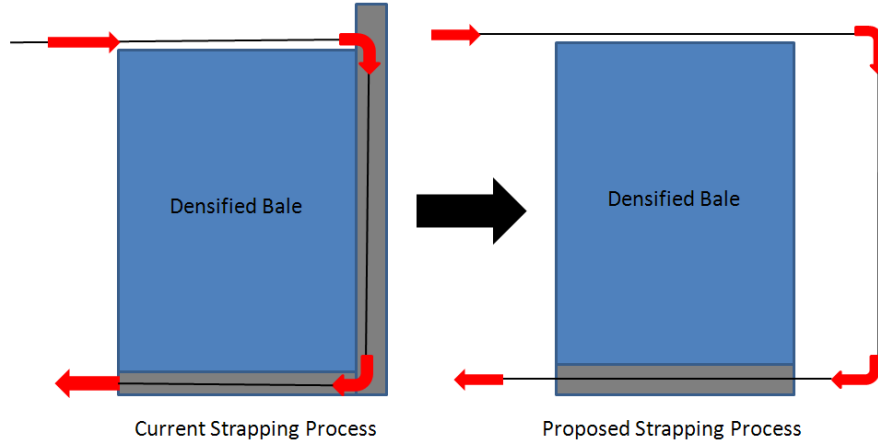 Densified Bale
Densified Bale
Current Strapping Process
Proposed Strapping Process